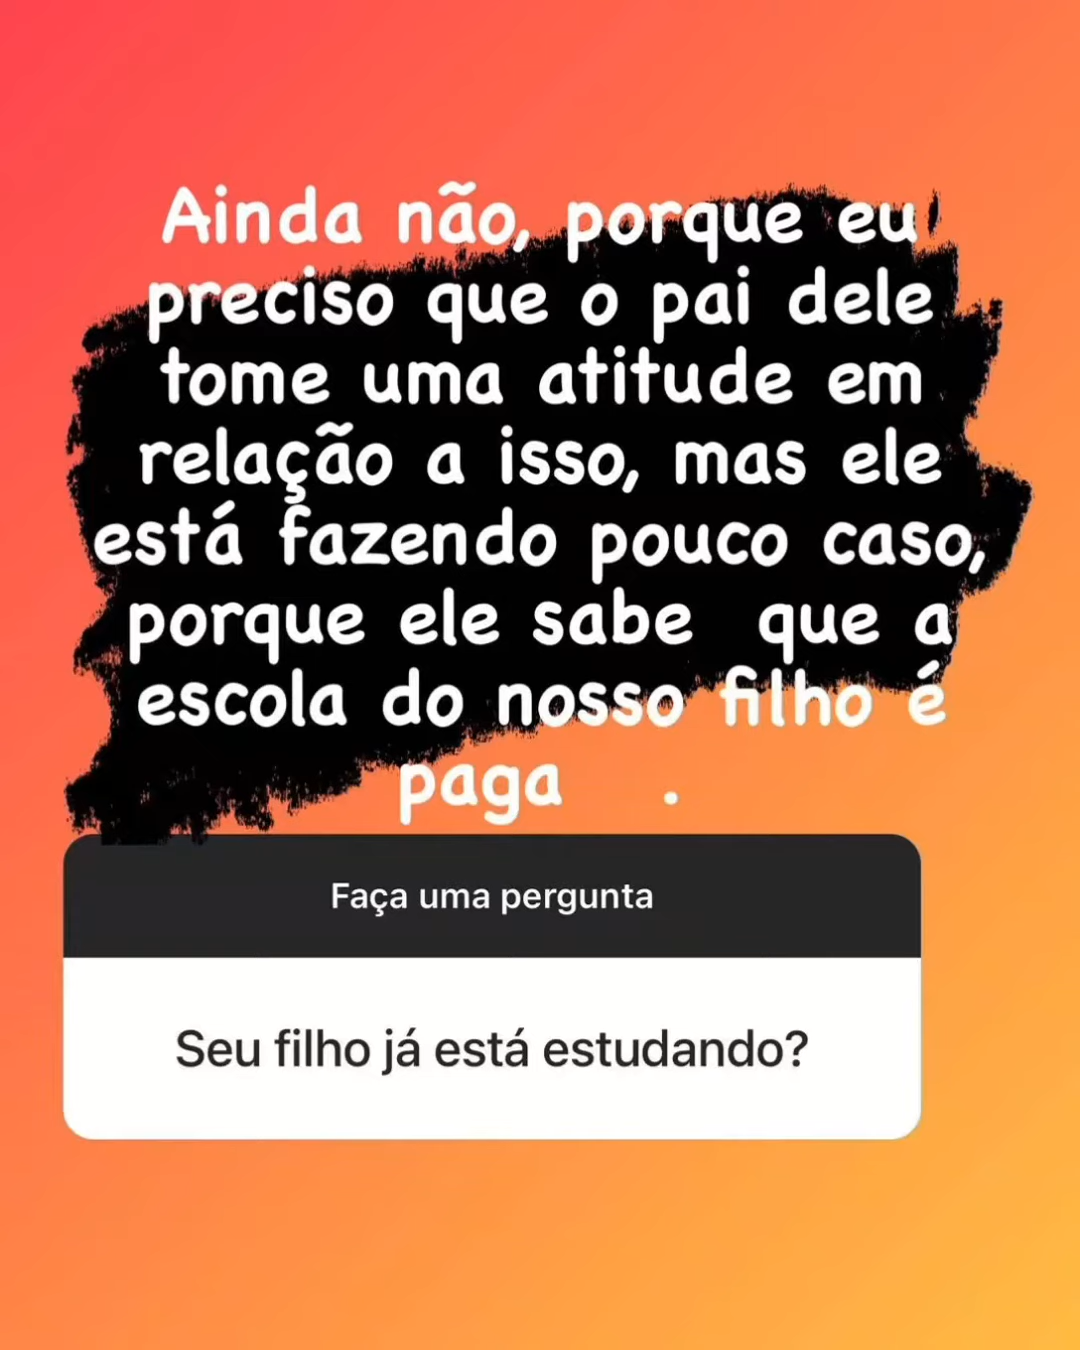 Ainda não, porque eu
preciso que o pai dele
tome uma atitude em
relação a isso, mas ele
está fazendo pouco caso,
porque ele sabe que a
escola do nosso filho é
paga .
Faça uma pergunta
Seu filho já está estudando?